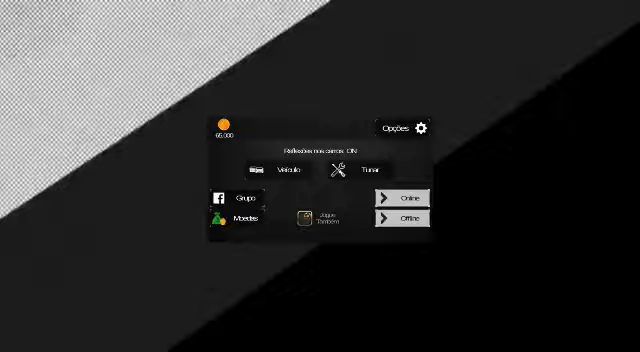 65.000
Opções
Reflexões nos carros: ON
Veículo
Tunar
Grupo
Online
Moedas
Jogue
Também
Offline